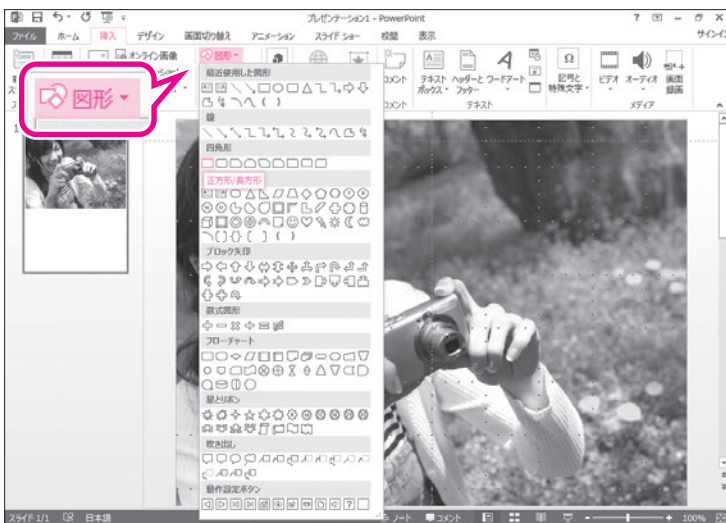 プレゼンテーション1 - PowerPoint
ファイル ホーム 挿入 デザイン 画面切り替え アニメーション スライド ショー 校閲 表示 サインイン
オンライン画像
図形
コメント
テキスト ボックス ヘッダーと フッター ワードアート
記号と 特殊文字
ビデオ オーディオ 画面 録画
テキスト
メディア
図形
最近使用した図形
線
四角形
正方形/長方形
ブロック矢印
数式図形
フローチャート
星とリボン
吹き出し
動作設定ボタン
1
スライド 1/1 日本語
ノート コメント 100%